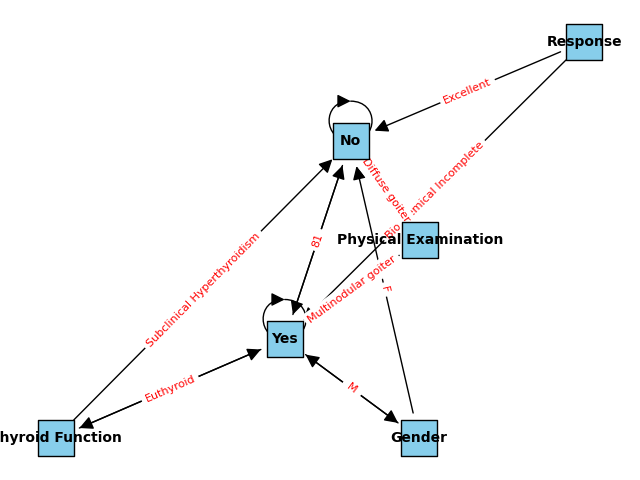 Response
Excellent
No
Diffuse goiter
Biochemical Incomplete
Physical Examination
81
Subclinical Hyperthyroidism
Multinodular goiter
F
Yes
Euthyroid
M
hyroid Function
Gender